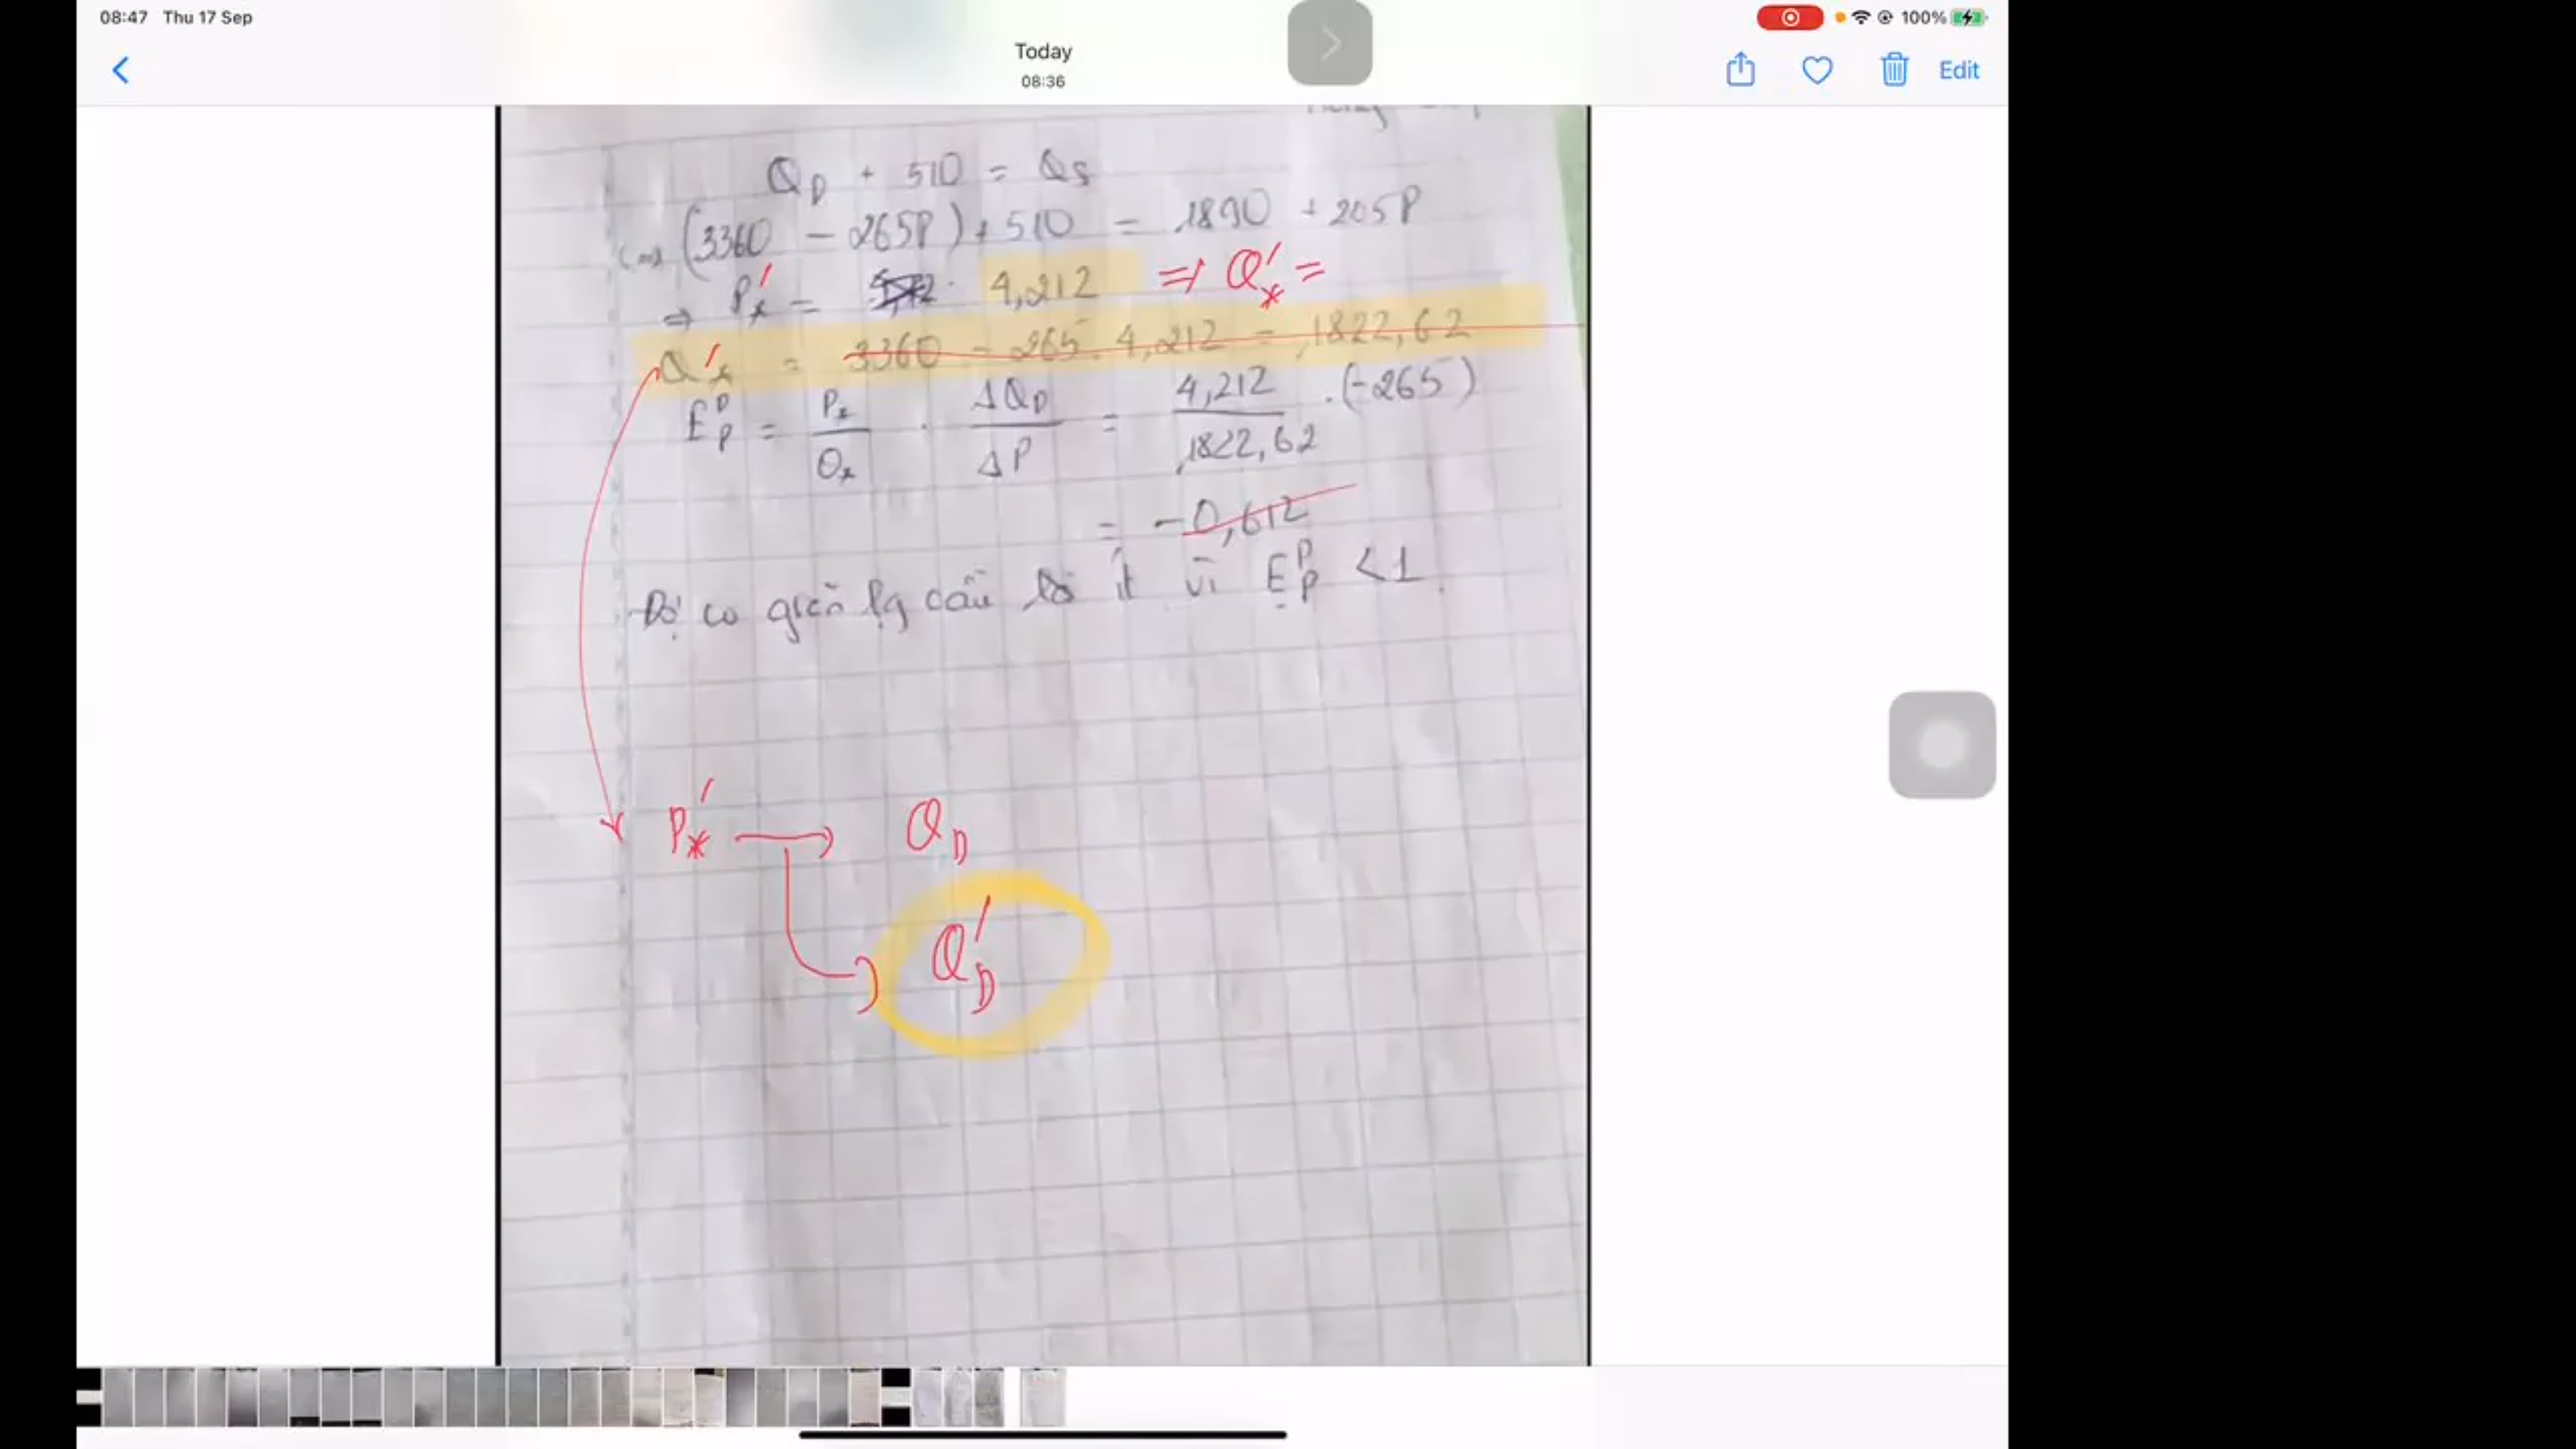 08:47 Thu 17 Sep
100%
Today
08:36
Edit
Q_D + 510 = Q_S
(3360 - 265P) + 510 = 1890 + 205P
⇒ P'_* = 4,212 ⇒ Q'_* =
Q'_* = 3360 - 265. 4,212 = 1822,62
E^D_P = P_*/Q_* . ΔQ_D/ΔP = 4,212/1822,62 . (-265)
= -0,612
Độ co giãn lg cầu là ít vì E^P_P < 1.
P'_* → Q_D
Q'_D